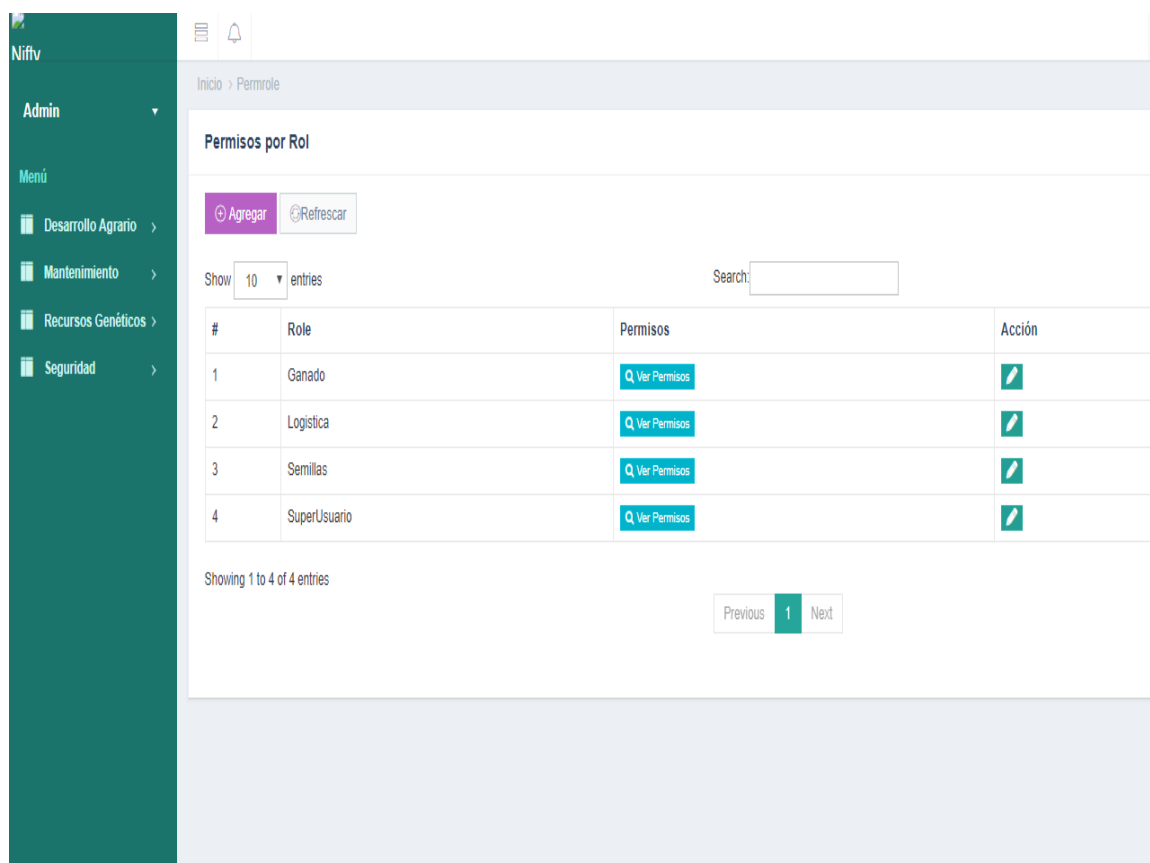 Nifty
Admin
Menú
Desarrollo Agrario
Mantenimiento
Recursos Genéticos
Seguridad
Inicio > Permrole
Permisos por Rol
Agregar Refrescar
Show 10 entries Search:
# Role Permisos Acción
1 Ganado Ver Permisos
2 Logistica Ver Permisos
3 Semillas Ver Permisos
4 SuperUsuario Ver Permisos
Showing 1 to 4 of 4 entries
Previous 1 Next